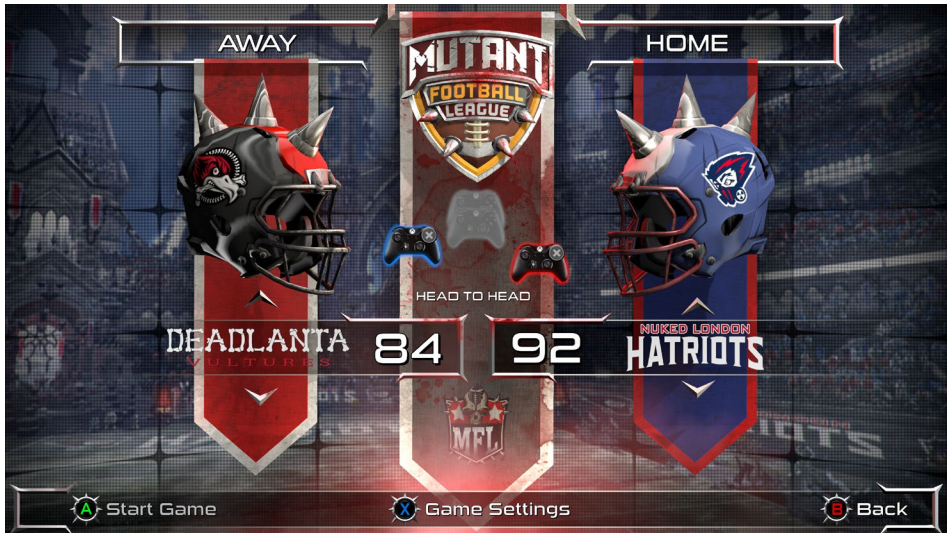 AWAY
HOME
MUTANT
FOOTBALL
LEAGUE
HEAD TO HEAD
DEADLANTA
VULTURES
84
92
NUKED LONDON
HATRIOTS
MFL
A Start Game
X Game Settings
B Back